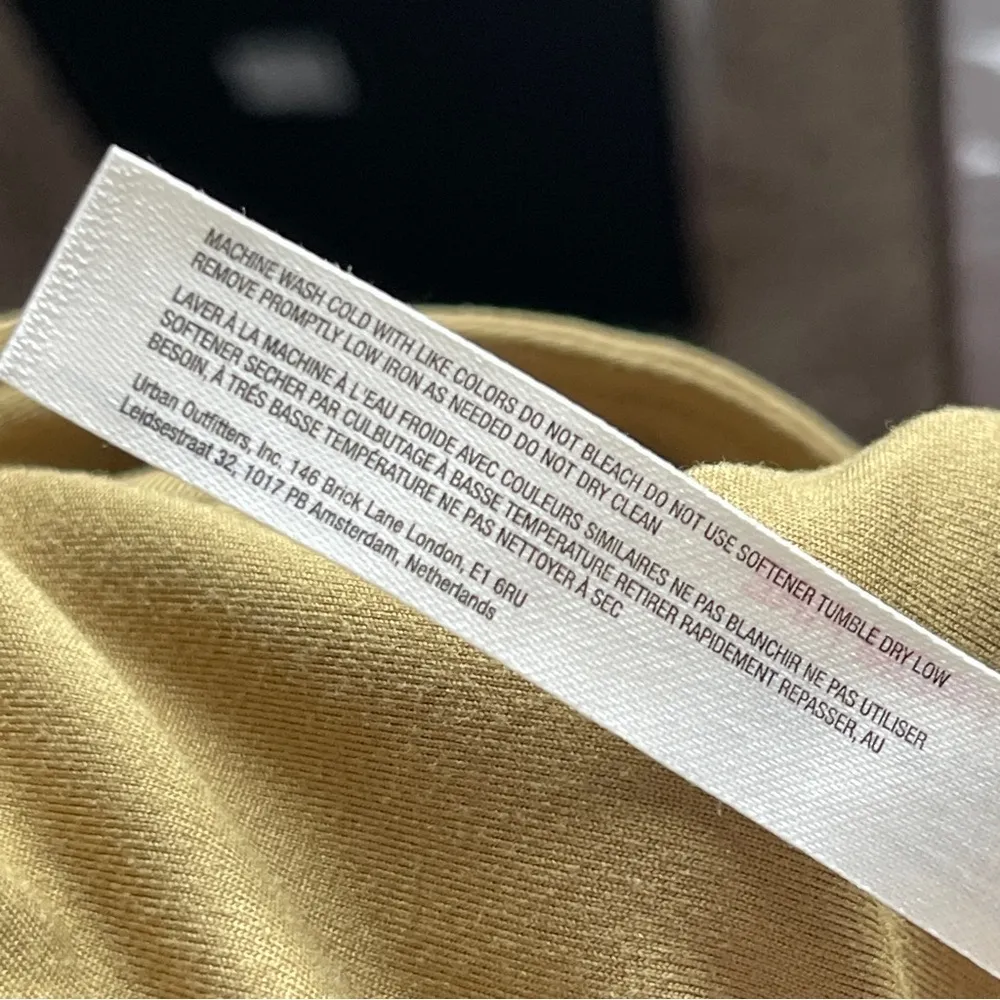 MACHINE WASH COLD WITH LIKE COLORS DO NOT BLEACH DO NOT USE SOFTENER TUMBLE DRY LOW
REMOVE PROMPTLY LOW IRON AS NEEDED DO NOT DRY CLEAN
LAVER À LA MACHINE À L'EAU FROIDE AVEC COULEURS SIMILAIRES NE PAS BLANCHIR NE PAS UTILISER
SOFTENER SECHER PAR CULBUTAGE À BASSE TEMPERATURE RETIRER RAPIDEMENT REPASSER, AU
BESOIN, À TRÉS BASSE TEMPÉRATURE NE PAS NETTOYER À SEC
Urban Outfitters, Inc. 146 Brick Lane London, E1 6RU
Leidsestraat 32, 1017 PB Amsterdam, Netherlands